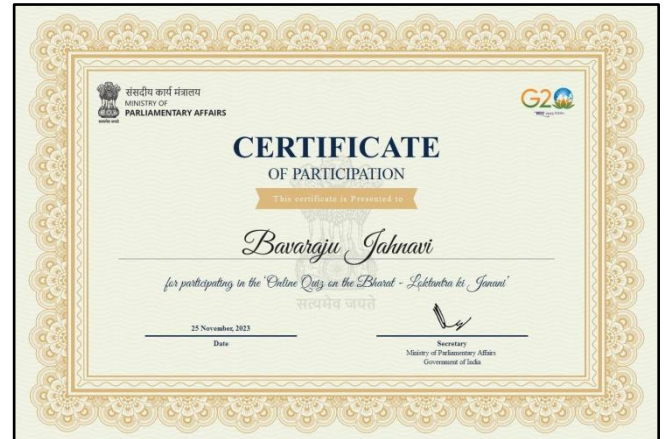 संसदीय कार्य मंत्रालय
MINISTRY OF
PARLIAMENTARY AFFAIRS
G20
CERTIFICATE
OF PARTICIPATION
This certificate is Presented to
Bavaraju Jahnavi
for participating in the 'Online Quiz on the Bharat - Loktantra ki Janani'
सत्यमेव जयते
25 November, 2023
Date
Secretary
Ministry of Parliamentary Affairs
Government of India